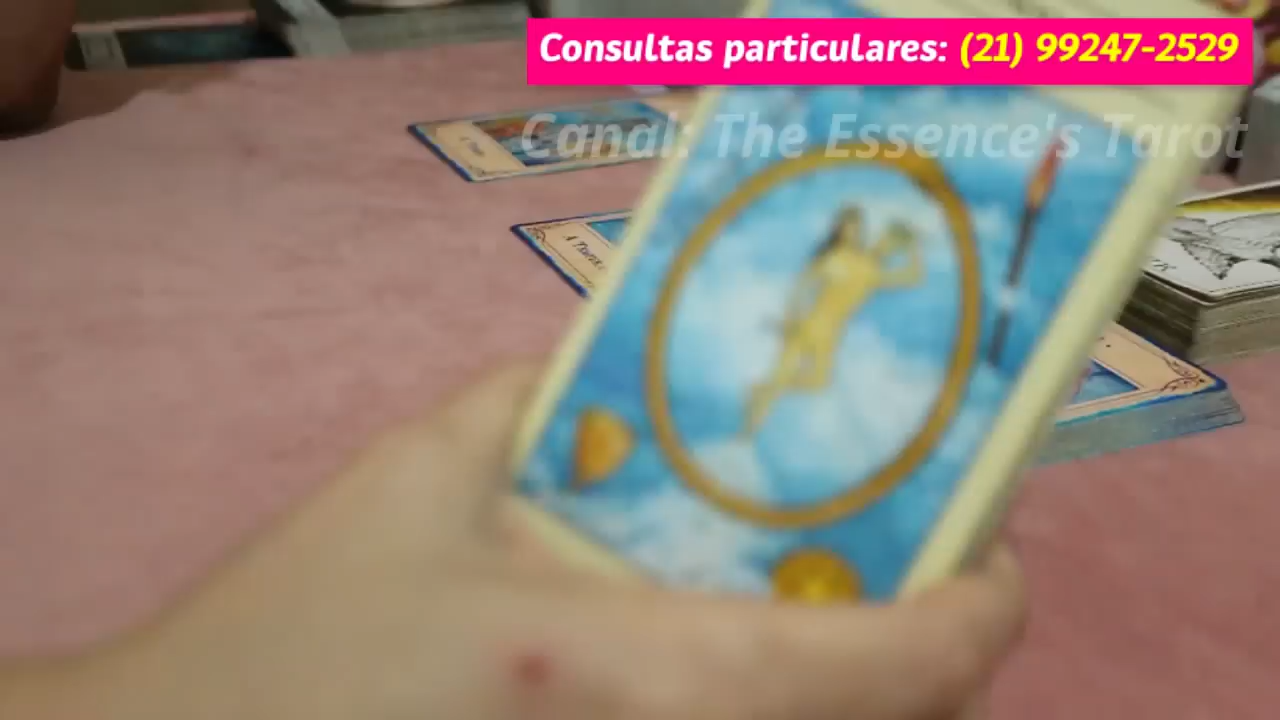 Consultas particulares: (21) 99247-2529
Canal: The Essence's Tarot